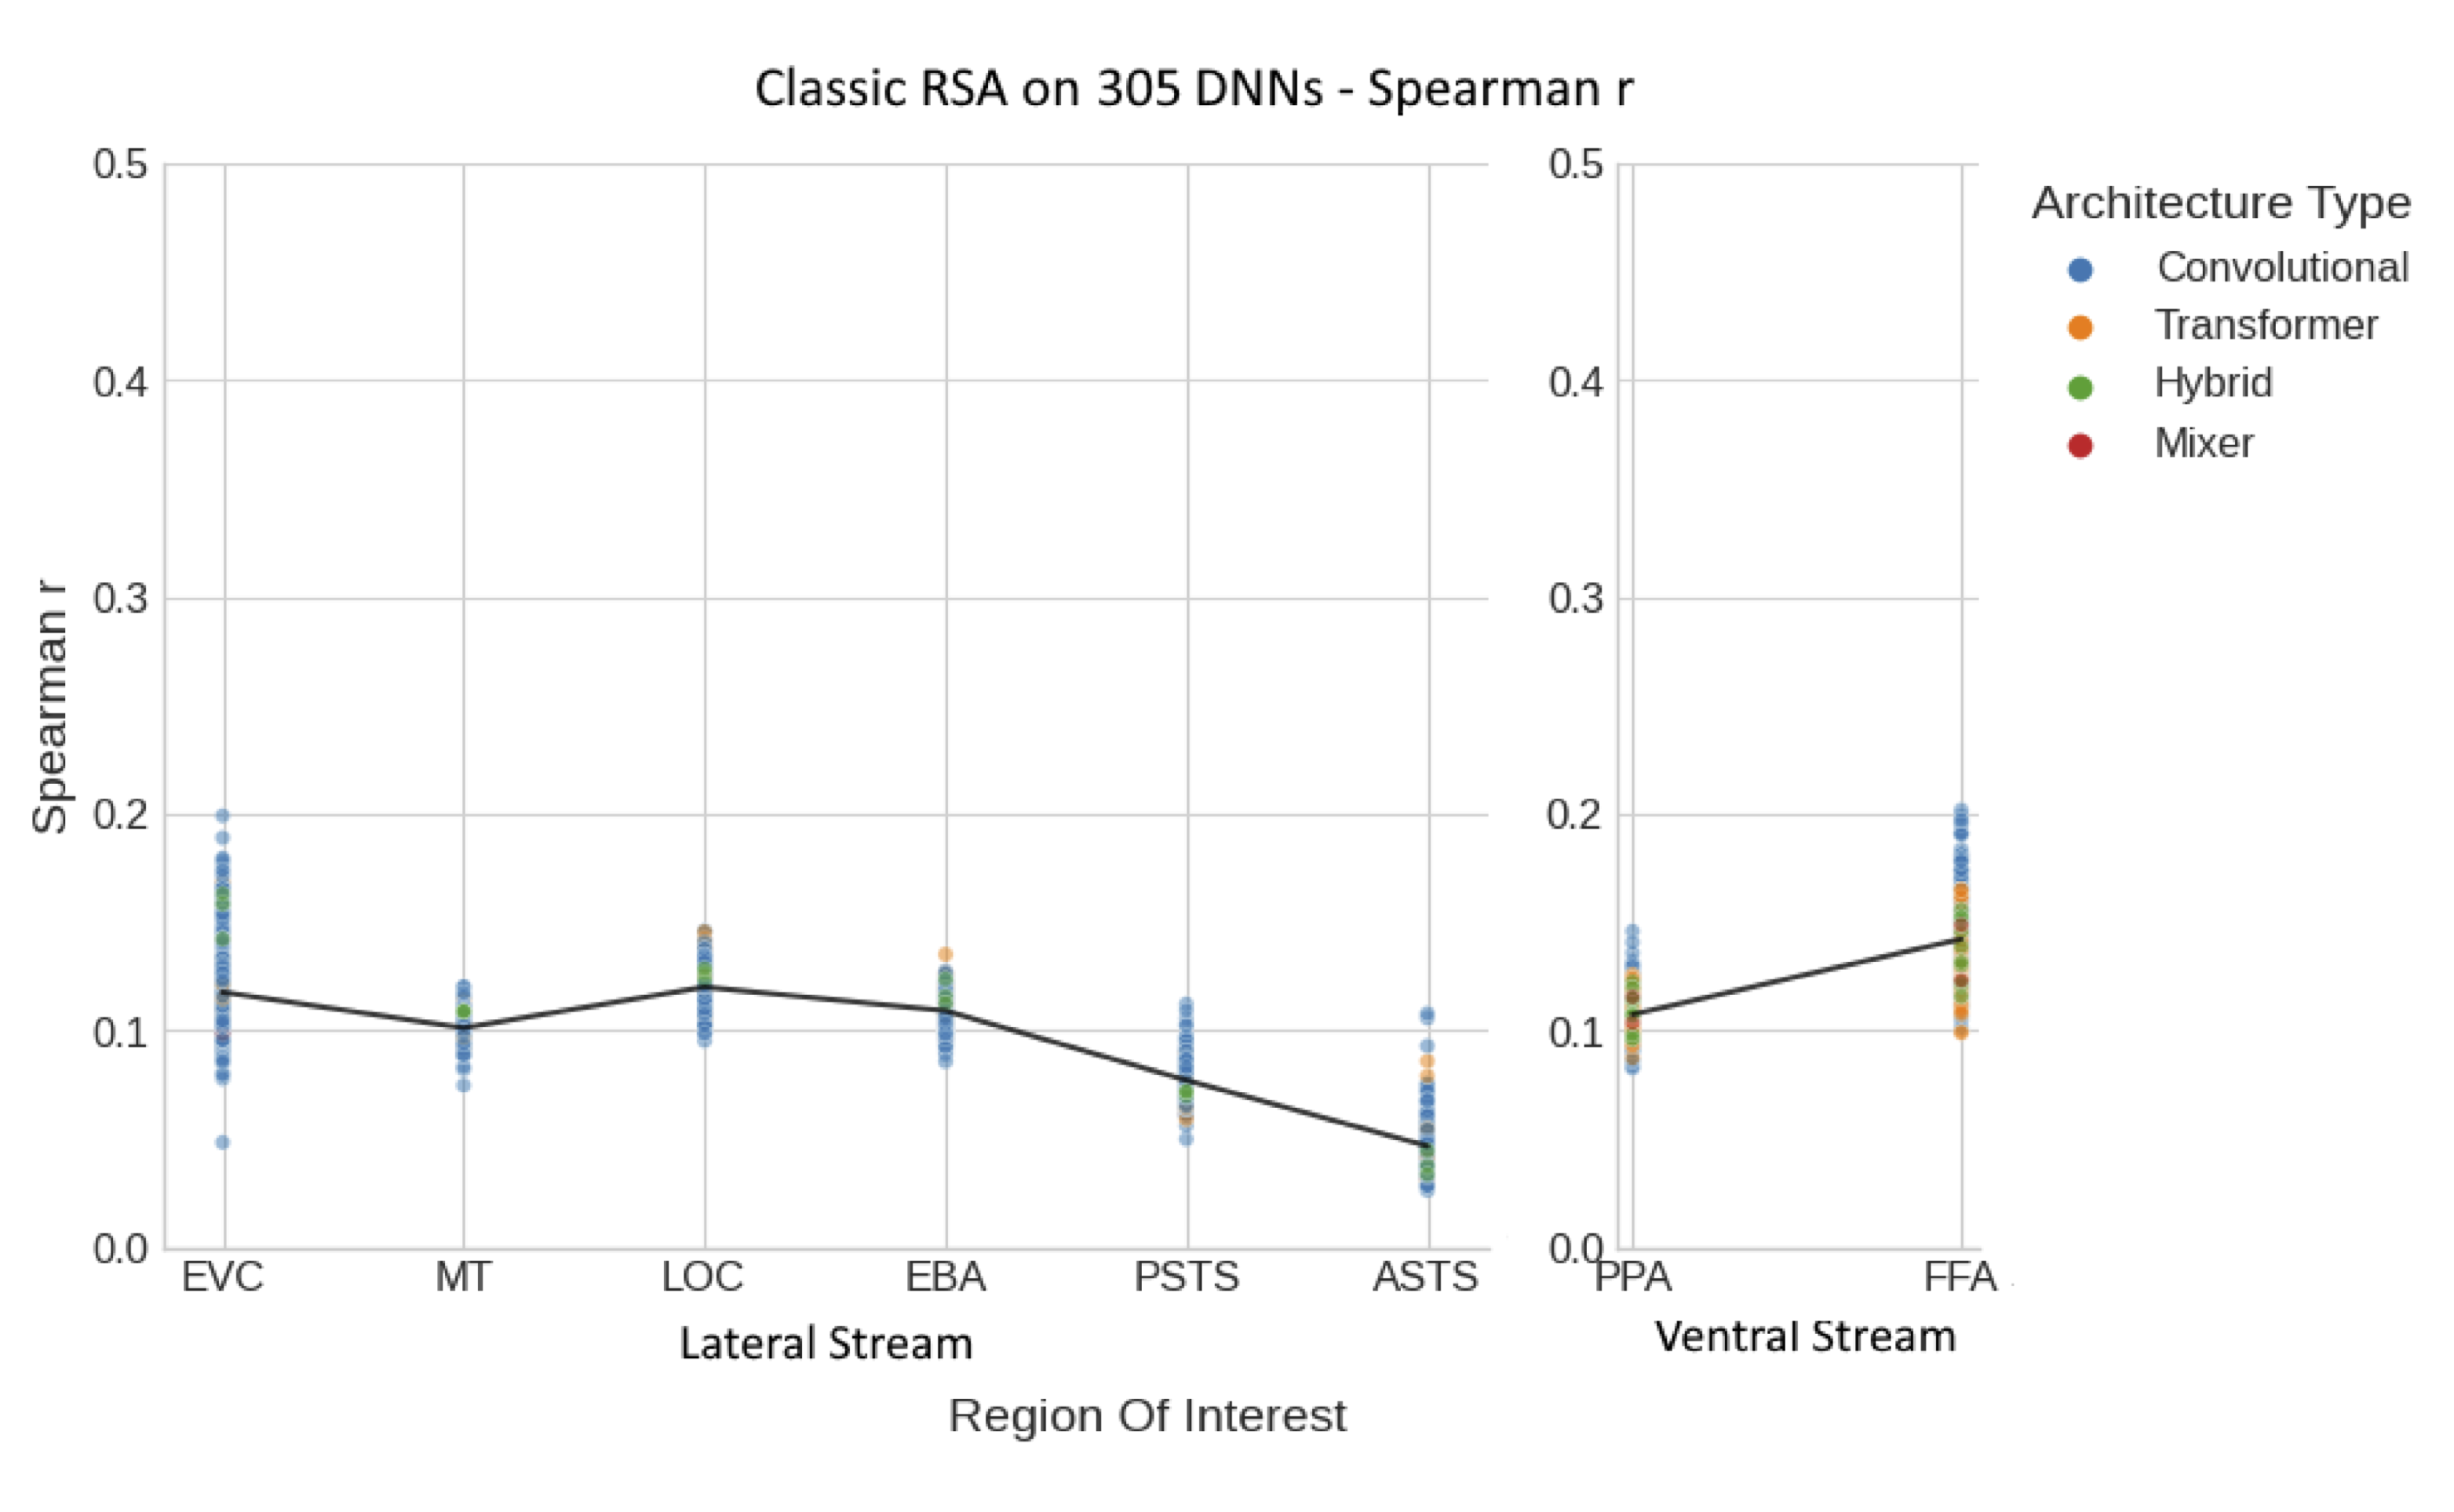 Classic RSA on 305 DNNs - Spearman r
Spearman r
0.5
0.4
0.3
0.2
0.1
0.0
EVC MT LOC EBA PSTS ASTS
Lateral Stream
0.5
0.4
0.3
0.2
0.1
0.0
PPA FFA
Ventral Stream
Region Of Interest
Architecture Type
Convolutional
Transformer
Hybrid
Mixer